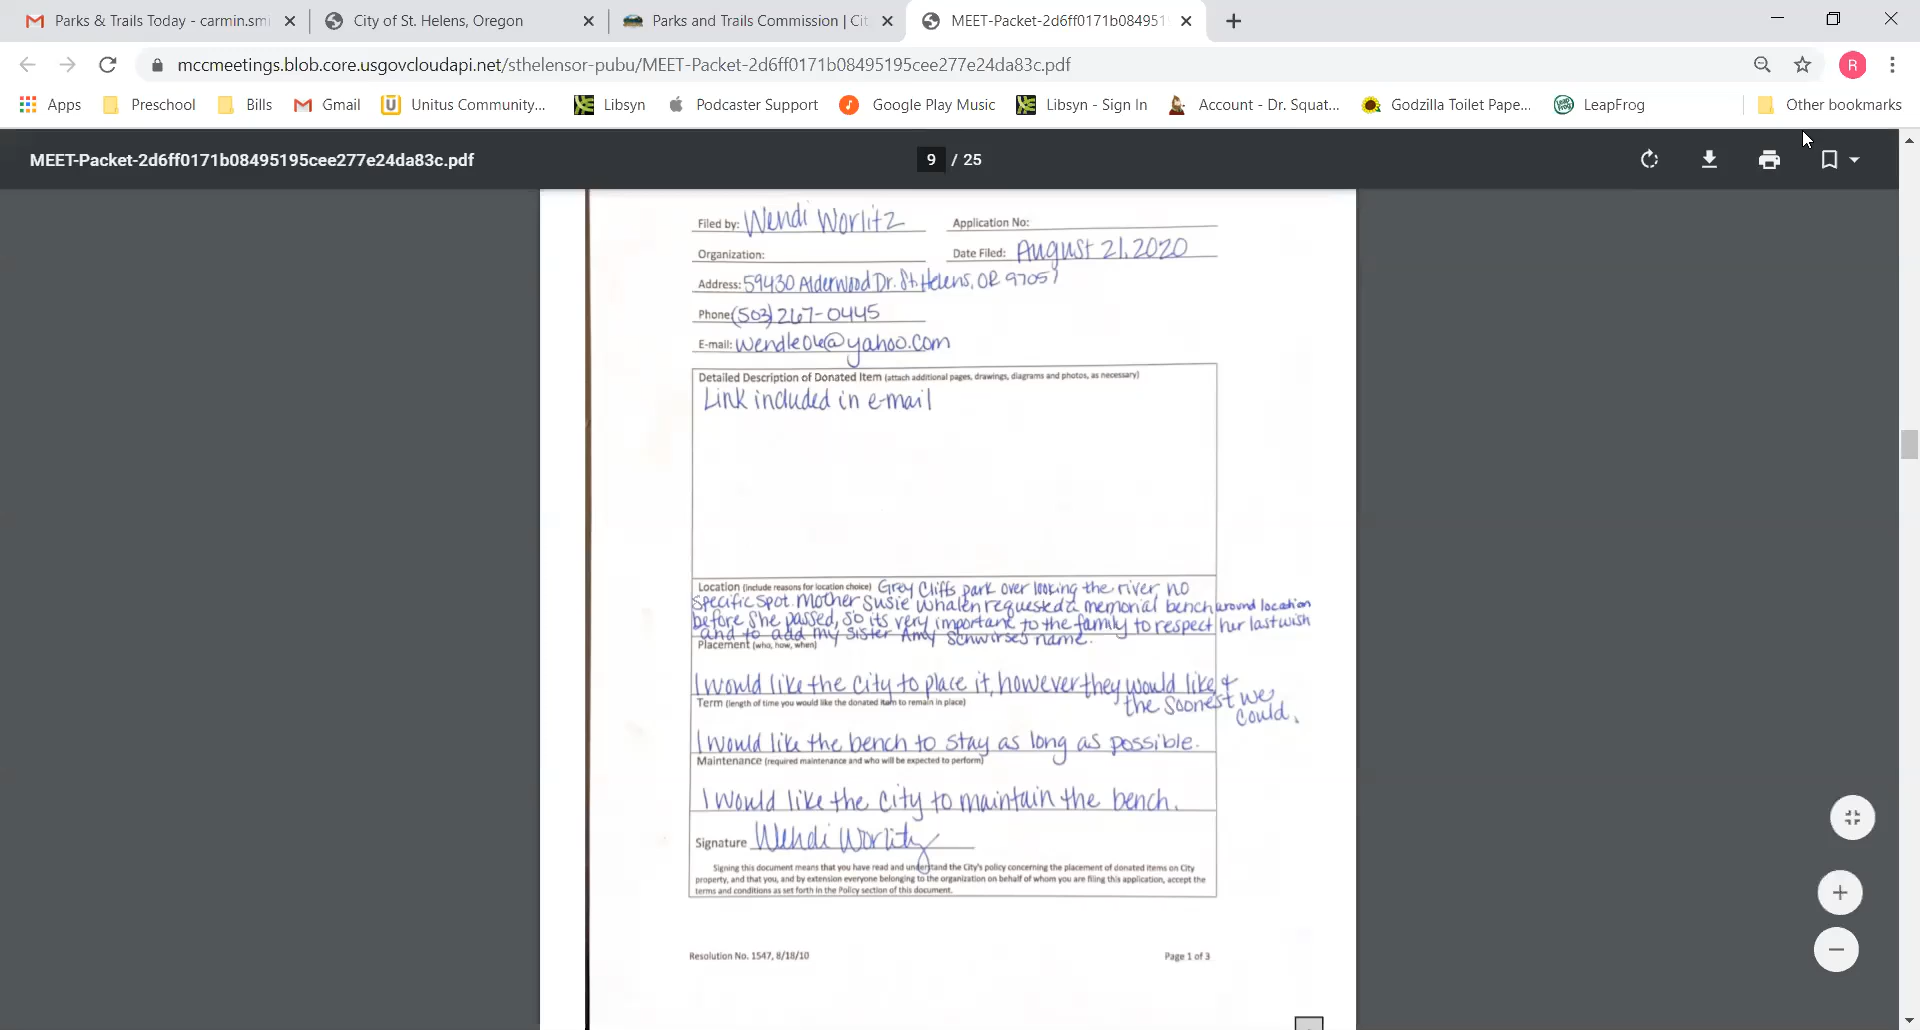 Parks & Trails Today - carmin.smi
City of St. Helens, Oregon
Parks and Trails Commission | Cit
MEET-Packet-2d6ff0171b084951
mccmeetings.blob.core.usgovcloudapi.net/sthelensor-pubu/MEET-Packet-2d6ff0171b08495195cee277e24da83c.pdf
R
Apps Preschool Bills Gmail Unitus Community... Libsyn Podcaster Support Google Play Music Libsyn - Sign In Account - Dr. Squat... Godzilla Toilet Pape... LeapFrog Other bookmarks
MEET-Packet-2d6ff0171b08495195cee277e24da83c.pdf 9 / 25
Filed by: Wendi Worlitz Application No:
Organization: Date Filed: August 21, 2020
Address: 59430 Alderwood Dr. St. Helens, OR 97051
Phone (503) 267-0445
E-mail: wendle06@yahoo.com
Detailed Description of Donated Item (attach additional pages, drawings, diagrams and photos, as necessary)
Link included in e-mail
Location (include reasons for location choice) Grey Cliffs park over looking the river no
specific spot. Mother Susie Whalen requested a memorial bench around location
before she passed, so its very important to the family to respect her last wish
and to add my sister Amy Schwirse's name.
Placement (who, how, when)
I would like the city to place it, however they would like, &
the soonest we
could.
Term (length of time you would like the donated item to remain in place)
I would like the bench to stay as long as possible.
Maintenance (required maintenance and who will be expected to perform)
I would like the city to maintain the bench.
Signature Wendi Worlitz
Signing this document means that you have read and understand the City's policy concerning the placement of donated items on City
property, and that you, and by extension everyone belonging to the organization on behalf of whom you are filing this application, accept the
terms and conditions as set forth in the Policy section of this document.
Resolution No. 1547, 8/18/10 Page 1 of 3